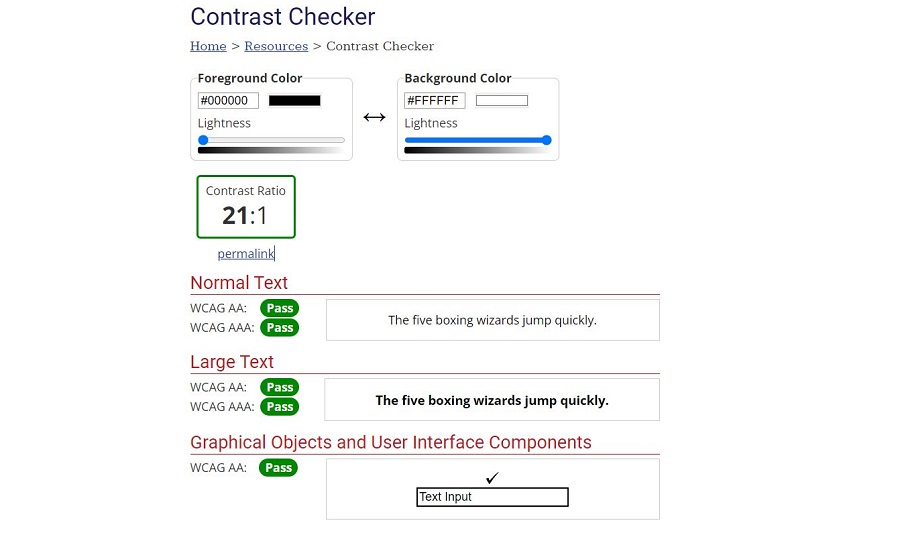 Contrast Checker
Home > Resources > Contrast Checker
Foreground Color
#000000
Lightness
Background Color
#FFFFFF
Lightness
Contrast Ratio
21:1
permalink
Normal Text
WCAG AA: Pass
WCAG AAA: Pass
The five boxing wizards jump quickly.
Large Text
WCAG AA: Pass
WCAG AAA: Pass
The five boxing wizards jump quickly.
Graphical Objects and User Interface Components
WCAG AA: Pass
✓
Text Input